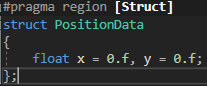 #pragma region [Struct]
struct PositionData
{
    float x = 0.f, y = 0.f;
};